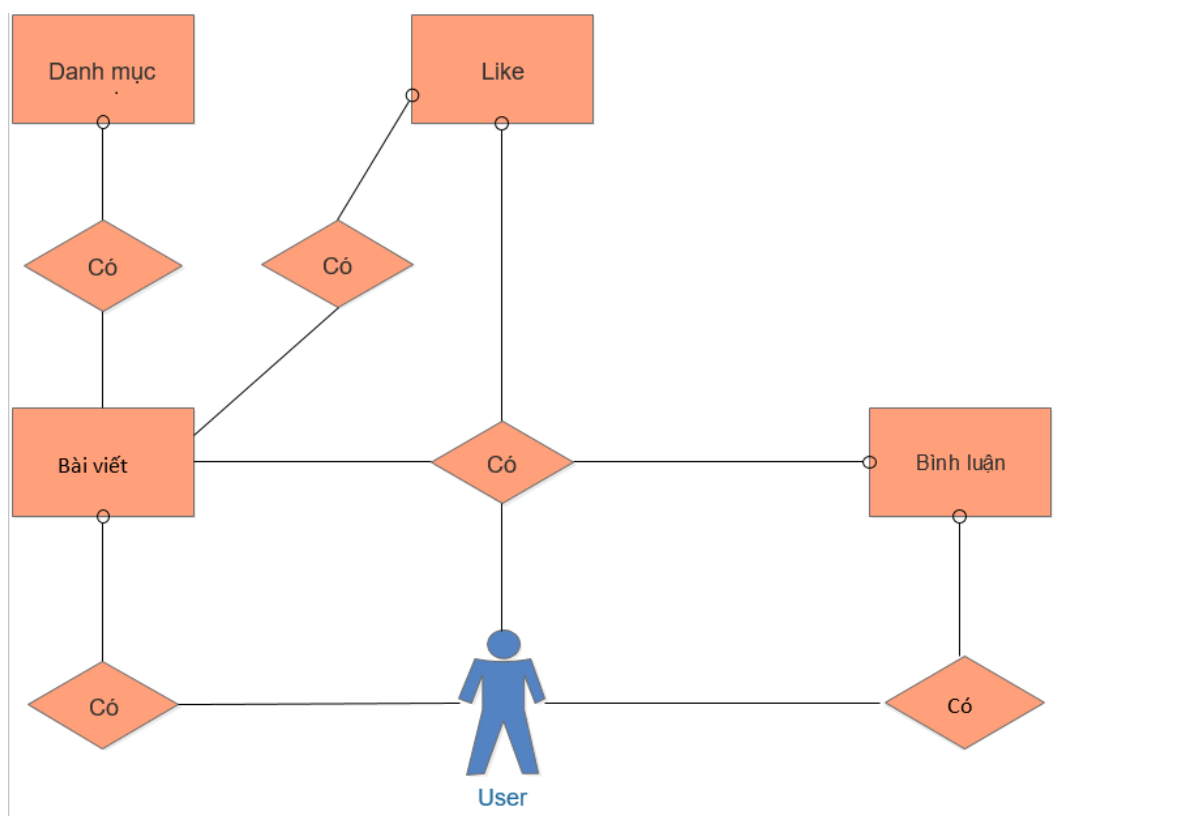 Danh mục
Like
Có
Có
Bài viết
Có
Bình luận
Có
Có
User